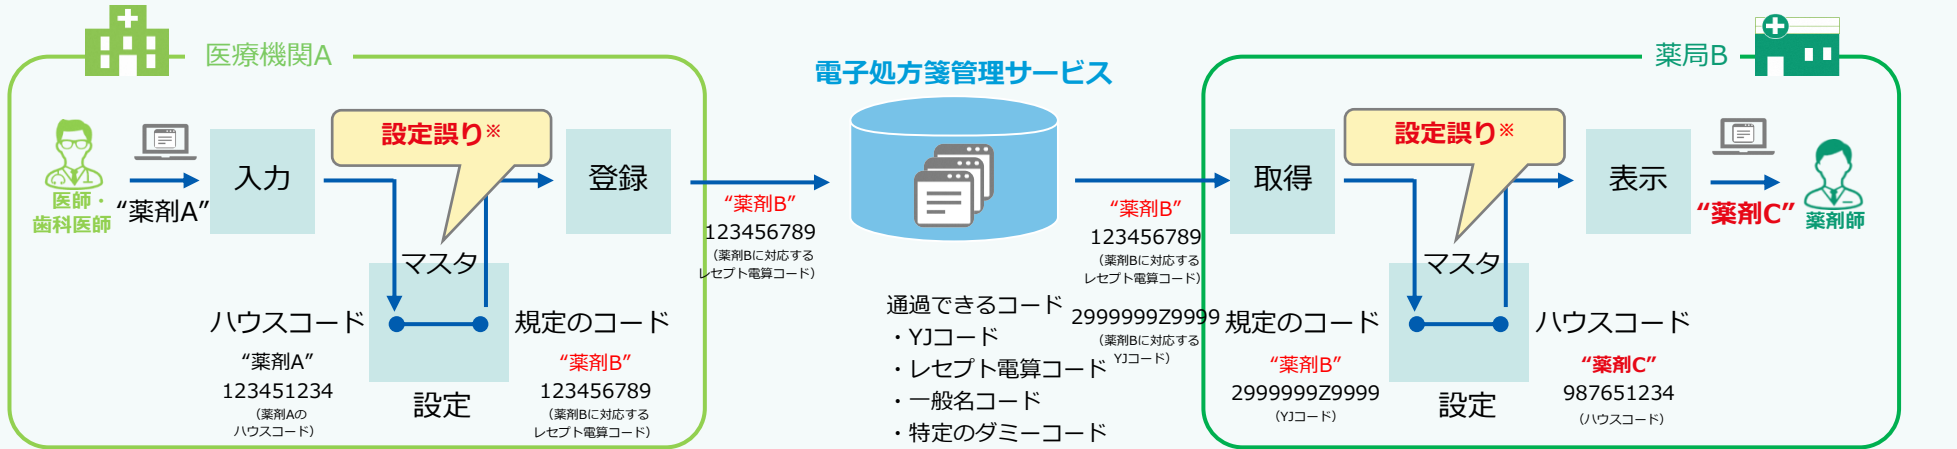 医療機関A
医師・
歯科医師
“薬剤A”
入力
設定誤り※
登録
マスタ
ハウスコード
“薬剤A”
123451234
（薬剤Aの
ハウスコード）
設定
規定のコード
“薬剤B”
123456789
（薬剤Bに対応する
レセプト電算コード）
“薬剤B”
123456789
（薬剤Bに対応する
レセプト電算コード）
電子処方箋管理サービス
通過できるコード
・YJコード
・レセプト電算コード
・一般名コード
・特定のダミーコード
“薬剤B”
123456789
（薬剤Bに対応する
レセプト電算コード）
2999999Z9999
（薬剤Bに対応する
YJコード）
薬局B
取得
設定誤り※
表示
“薬剤C”
薬剤師
マスタ
規定のコード
“薬剤B”
2999999Z9999
（YJコード）
設定
ハウスコード
“薬剤C”
987651234
（ハウスコード）